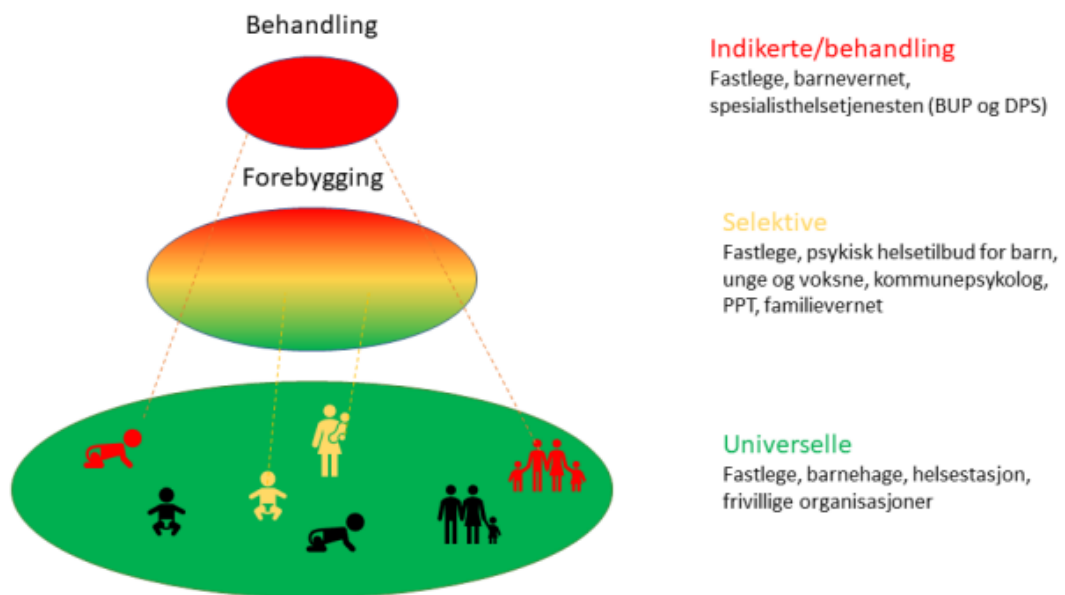 Behandling
Indikerte/behandling
Fastlege, barnevernet,
spesialisthelsetjenesten (BUP og DPS)
Forebygging
Selektive
Fastlege, psykisk helsetilbud for barn,
unge og voksne, kommunepsykolog,
PPT, familievernet
Universelle
Fastlege, barnehage, helsestasjon,
frivillige organisasjoner